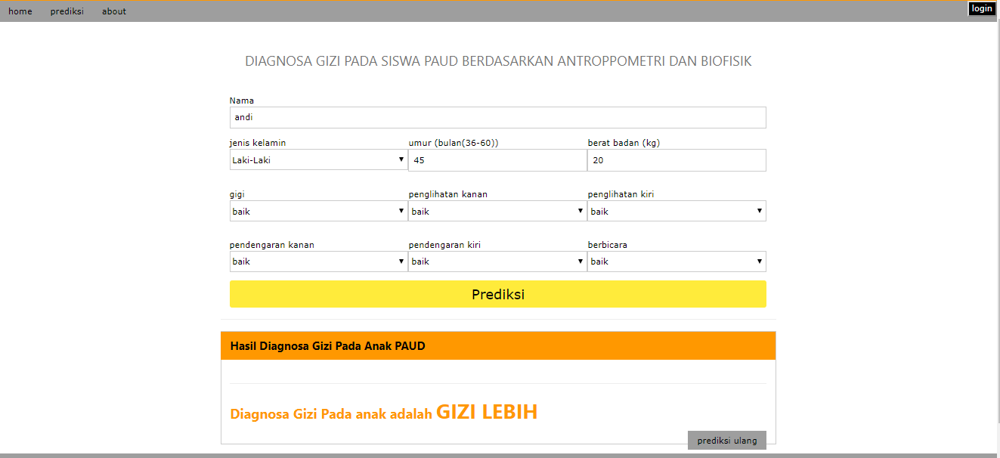 home prediksi about login
DIAGNOSA GIZI PADA SISWA PAUD BERDASARKAN ANTROPPOMETRI DAN BIOFISIK
Nama
andi
jenis kelamin umur (bulan(36-60)) berat badan (kg)
Laki-Laki 45 20
gigi penglihatan kanan penglihatan kiri
baik baik baik
pendengaran kanan pendengaran kiri berbicara
baik baik baik
Prediksi
Hasil Diagnosa Gizi Pada Anak PAUD
Diagnosa Gizi Pada anak adalah GIZI LEBIH
prediksi ulang